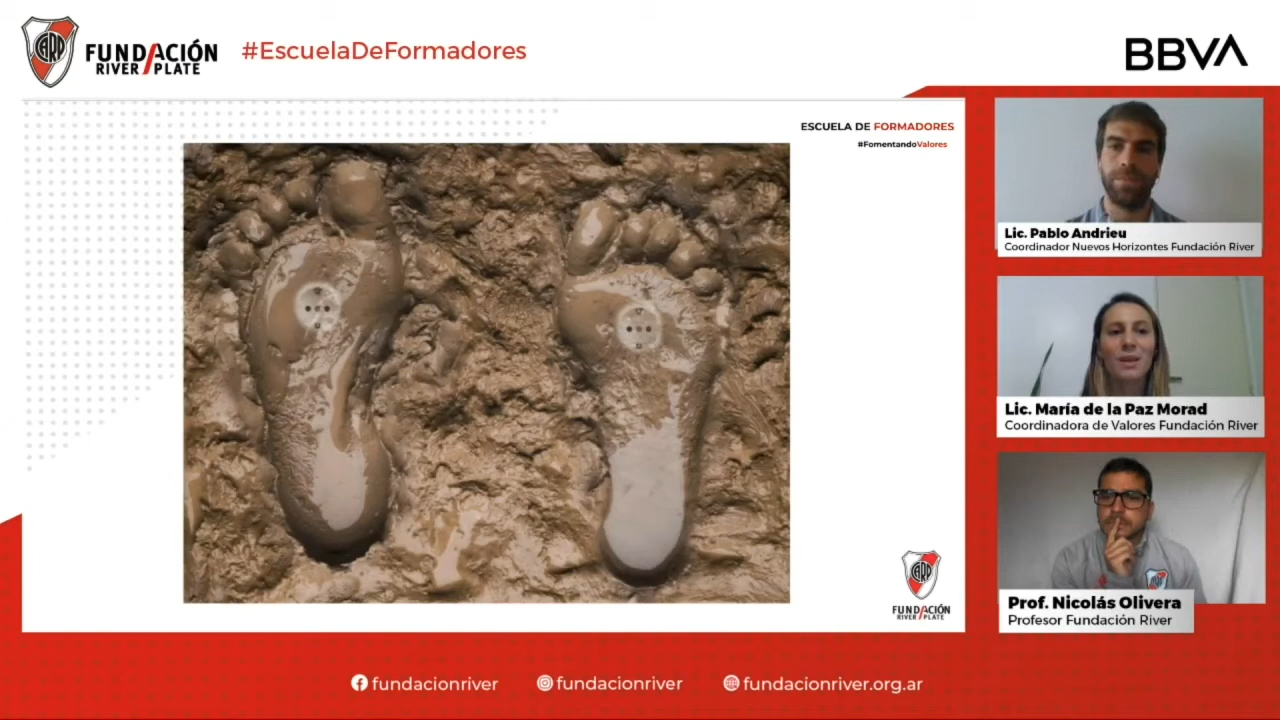 CARP
FUNDACIÓN
RIVER PLATE
#EscuelaDeFormadores
BBVA
ESCUELA DE FORMADORES
#FomentandoValores
Lic. Pablo Andrieu
Coordinador Nuevos Horizontes Fundación River
Lic. María de la Paz Morad
Coordinadora de Valores Fundación River
Prof. Nicolás Olivera
Profesor Fundación River
CARP
FUNDACIÓN
RIVER PLATE
fundacionriver
fundacionriver
fundacionriver.org.ar